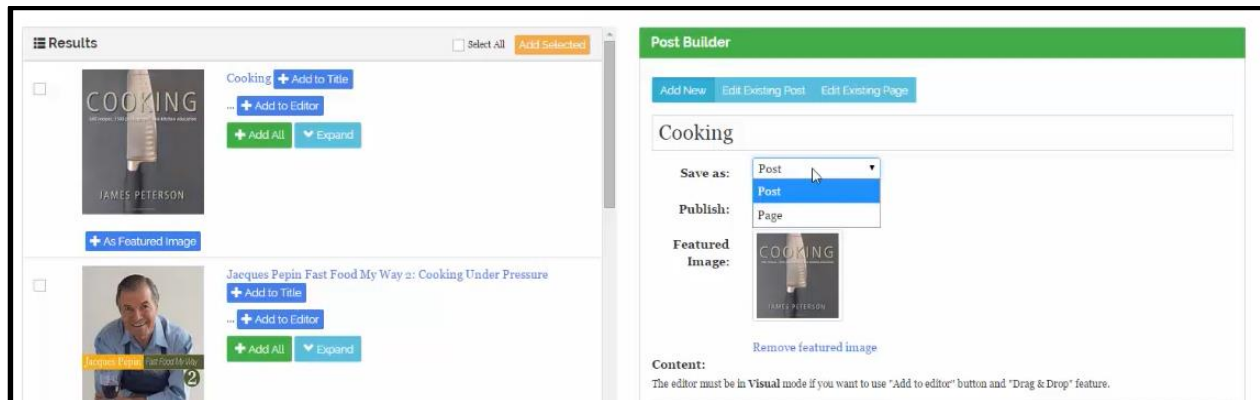 Results
Select All
Add Selected
COOKING
JAMES PETERSON
Cooking + Add to Title
... + Add to Editor
+ Add All
Expand
+ As Featured Image
Jacques Pepin Fast Food My Way 2: Cooking Under Pressure
+ Add to Title
... + Add to Editor
+ Add All
Expand
Jacques Pepin Fast Food My Way
2
Post Builder
Add New
Edit Existing Post
Edit Existing Page
Cooking
Save as:
Post
Post
Page
Publish:
Featured
Image:
COOKING
JAMES PETERSON
Remove featured image
Content:
The editor must be in Visual mode if you want to use "Add to editor" button and "Drag & Drop" feature.